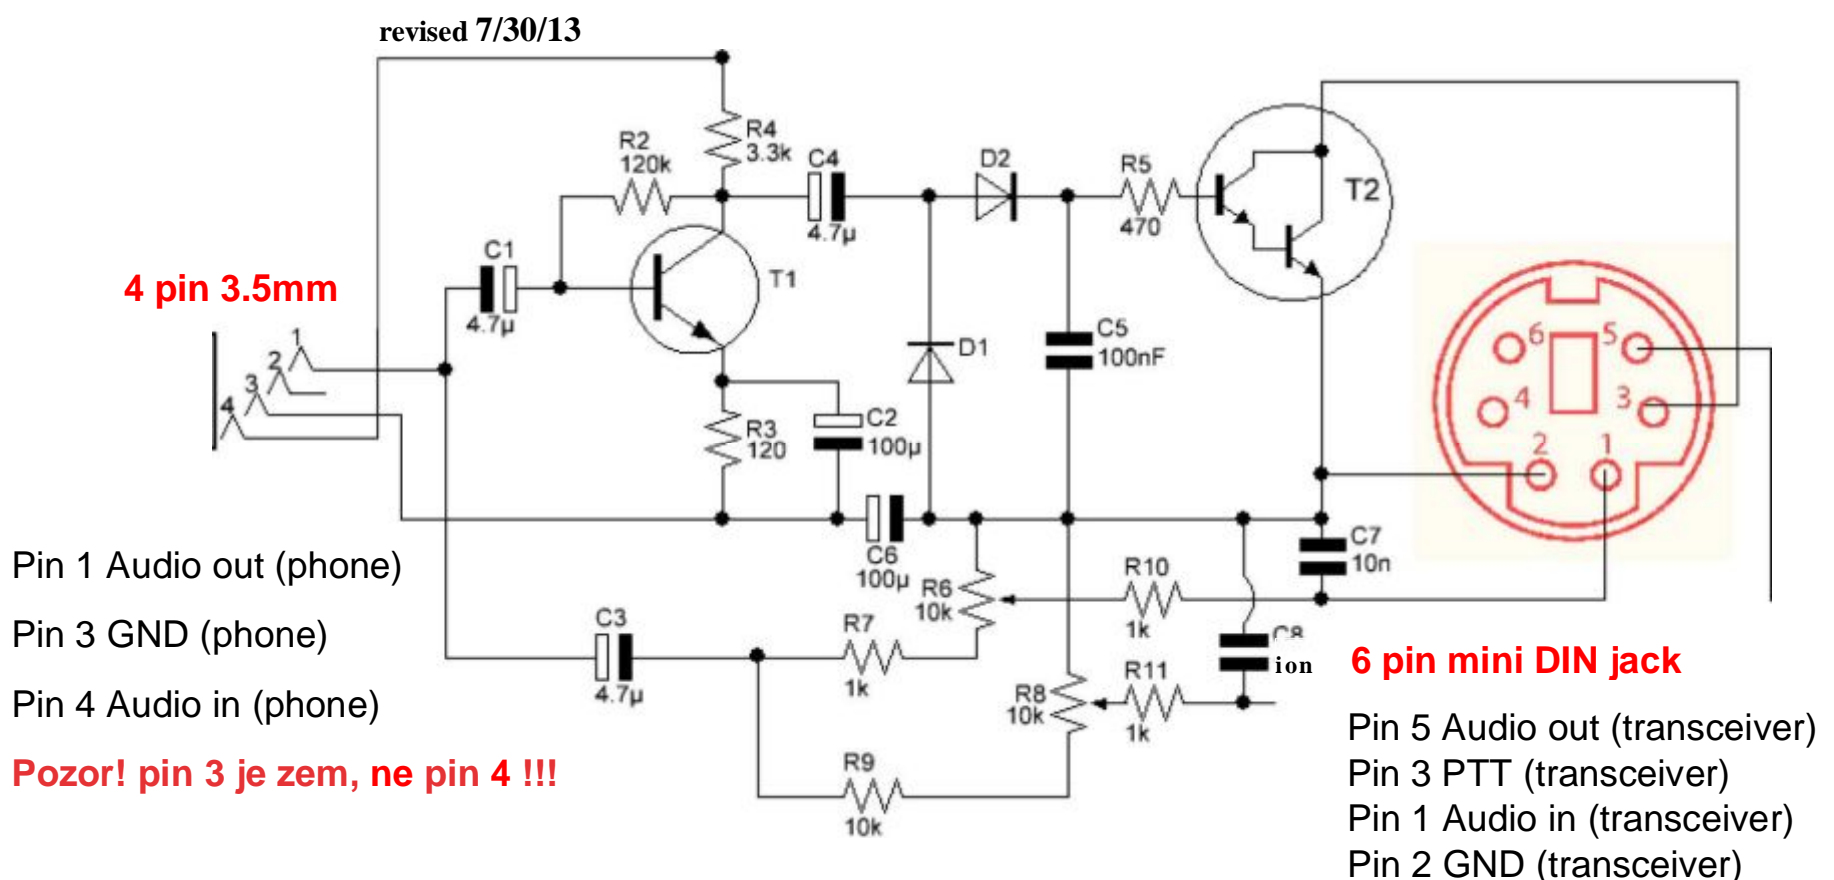 revised 7/30/13
R4
3.3k
R2
120k
C4
4.7µ
D2
R5
470
T2
C1
4.7µ
T1
4 pin 3.5mm
1
2
3
4
D1
C5
100nF
6
5
4
3
2
1
R3
120
C2
100µ
C6
100µ
C7
10n
Pin 1 Audio out (phone)
Pin 3 GND (phone)
Pin 4 Audio in (phone)
Pozor! pin 3 je zem, ne pin 4 !!!
R6
10k
R10
1k
C3
4.7µ
R7
1k
C8
ion
R8
10k
R11
1k
R9
10k
6 pin mini DIN jack
Pin 5 Audio out (transceiver)
Pin 3 PTT (transceiver)
Pin 1 Audio in (transceiver)
Pin 2 GND (transceiver)